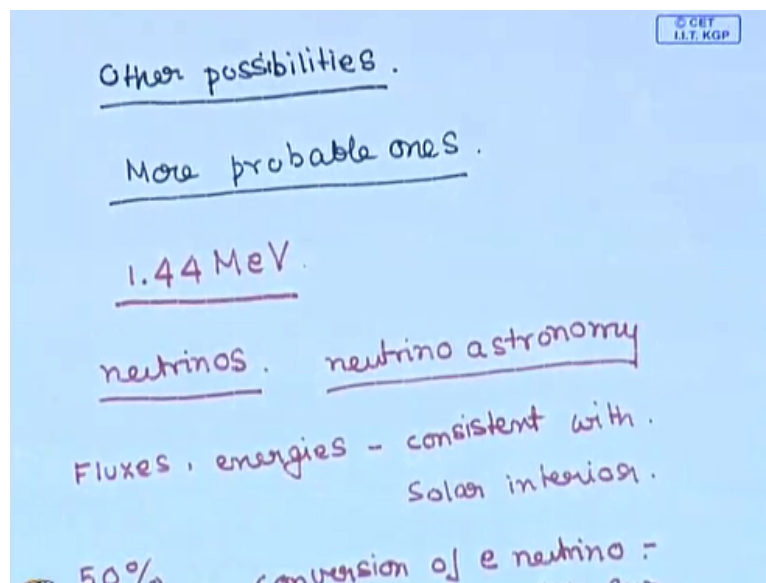 © CET
I.I.T. KGP
Other possibilities.
More probable ones.
1.44 MeV.
neutrinos. neutrino astronomy
Fluxes, energies - consistent with.
Solar interior.
50% conversion of e neutrino :-